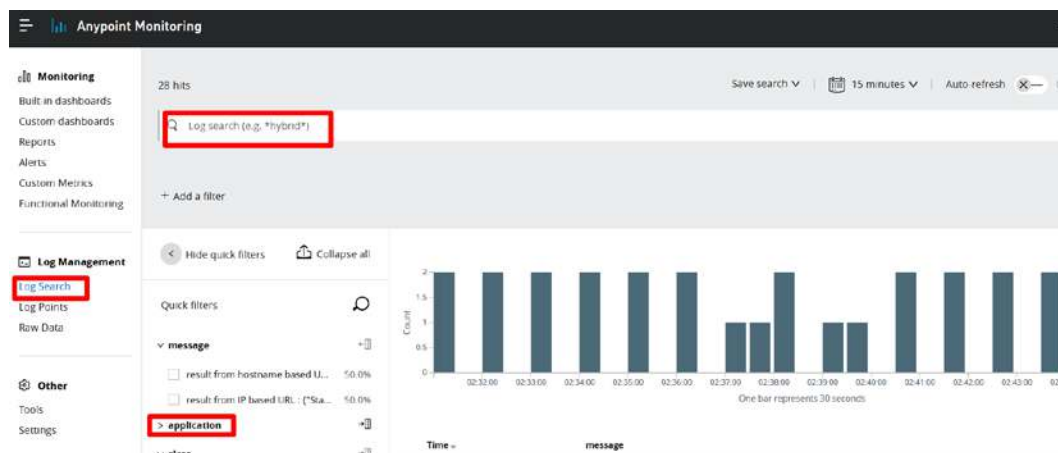 Anypoint Monitoring
Monitoring
Built in dashboards
Custom dashboards
Reports
Alerts
Custom Metrics
Functional Monitoring
Log Management
Log Search
Log Points
Raw Data
Other
Tools
Settings
28 hits
Save search
15 minutes
Auto refresh
Log search (e.g. *hybrid*)
+ Add a filter
Hide quick filters
Collapse all
Quick filters
message
result from hostname based U... 50.0%
result from IP based URL : {"Sta... 50.0%
application
Count
2
1.5
1
0.5
0
02:32:00 02:33:00 02:34:00 02:35:00 02:36:00 02:37:00 02:38:00 02:39:00 02:40:00 02:41:00 02:42:00 02:43:00
One bar represents 30 seconds
Time message